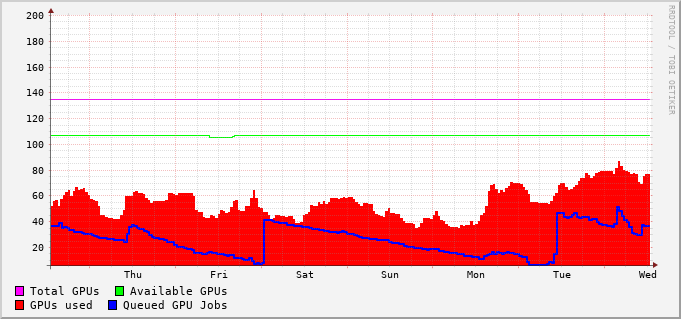 200
180
160
140
120
100
80
60
40
20
Thu Fri Sat Sun Mon Tue Wed
Total GPUs Available GPUs
GPUs used Queued GPU Jobs
RRDTOOL / TOBI OETIKER